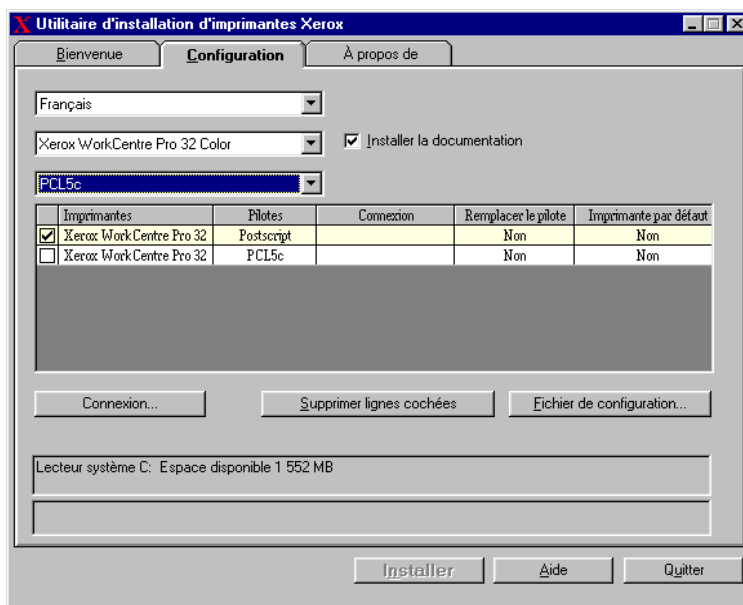 X Utilitaire d'installation d'imprimantes Xerox
Bienvenue Configuration À propos de
Français
Xerox WorkCentre Pro 32 Color Installer la documentation
PCL5c
Imprimantes Pilotes Connexion Remplacer le pilote Imprimante par défaut
Xerox WorkCentre Pro 32 Postscript Non Non
Xerox WorkCentre Pro 32 PCL5c Non Non
Connexion... Supprimer lignes cochées Fichier de configuration...
Lecteur système C: Espace disponible 1 552 MB
Installer Aide Quitter